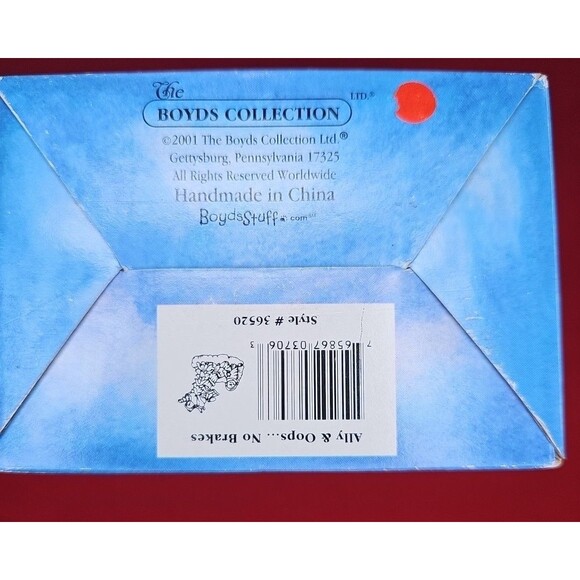 The
BOYDS COLLECTION LTD.®
©2001 The Boyds Collection Ltd.®
Gettysburg, Pennsylvania 17325
All Rights Reserved Worldwide
Handmade in China
BoydsStuff.com
Ally & Oops... No Brakes
7 65867 03706 3
Style # 36520